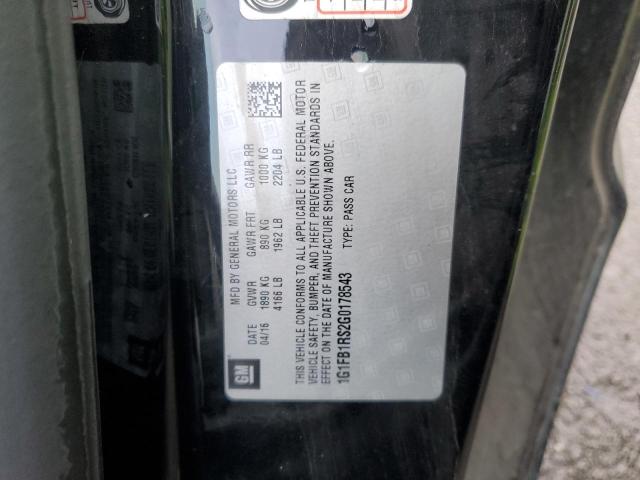 MFD BY GENERAL MOTORS LLC
DATE GVWR GAWR FRT GAWR RR
04/16 1890 KG 890 KG 1000 KG
4166 LB 1962 LB 2204 LB
THIS VEHICLE CONFORMS TO ALL APPLICABLE U.S. FEDERAL MOTOR
VEHICLE SAFETY, BUMPER, AND THEFT PREVENTION STANDARDS IN
EFFECT ON THE DATE OF MANUFACTURE SHOWN ABOVE.
1G1FB1RS2G0178543 TYPE: PASS CAR
GM